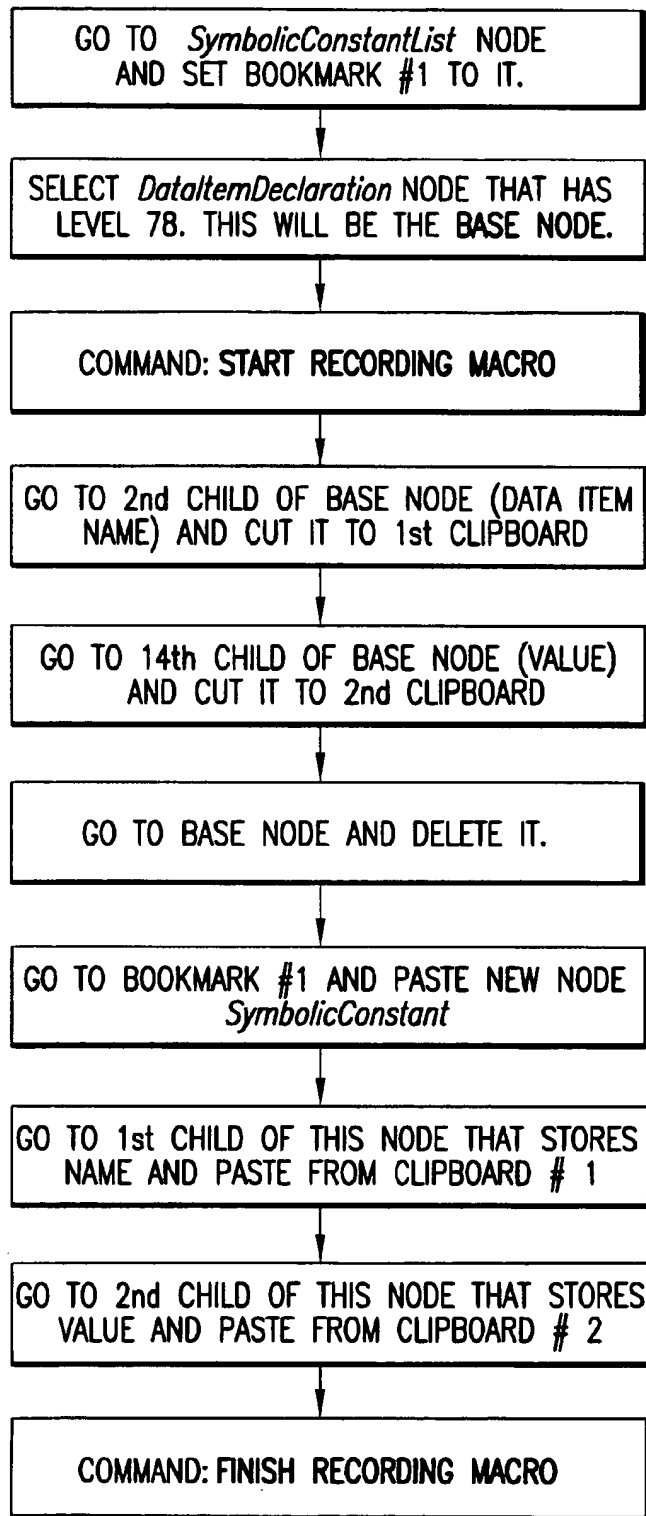 GO TO SymbolicConstantList NODE
AND SET BOOKMARK #1 TO IT.
SELECT DataItemDeclaration NODE THAT HAS
LEVEL 78. THIS WILL BE THE BASE NODE.
COMMAND: START RECORDING MACRO
GO TO 2nd CHILD OF BASE NODE (DATA ITEM
NAME) AND CUT IT TO 1st CLIPBOARD
GO TO 14th CHILD OF BASE NODE (VALUE)
AND CUT IT TO 2nd CLIPBOARD
GO TO BASE NODE AND DELETE IT.
GO TO BOOKMARK #1 AND PASTE NEW NODE
SymbolicConstant
GO TO 1st CHILD OF THIS NODE THAT STORES
NAME AND PASTE FROM CLIPBOARD # 1
GO TO 2nd CHILD OF THIS NODE THAT STORES
VALUE AND PASTE FROM CLIPBOARD # 2
COMMAND: FINISH RECORDING MACRO